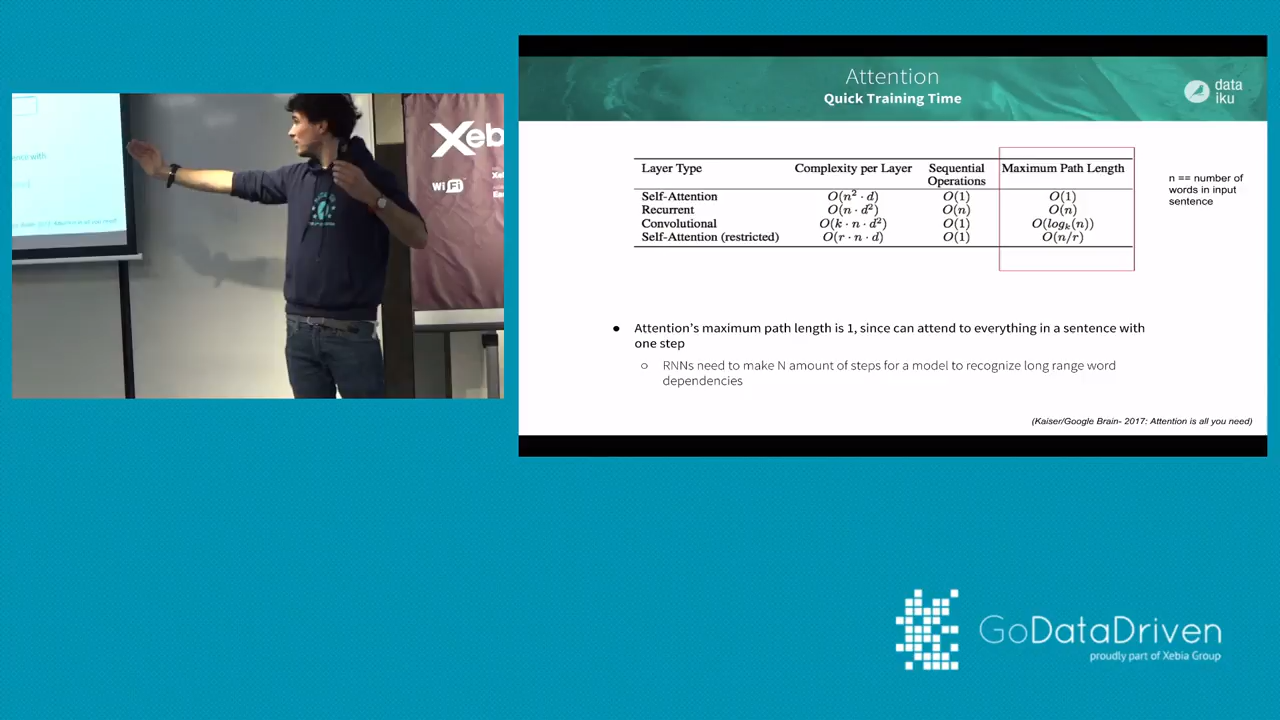 ence with
Xeb
WiFi
Attention
Quick Training Time
data
iku
Layer Type Complexity per Layer Sequential Operations Maximum Path Length
Self-Attention O(n² · d) O(1) O(1)
Recurrent O(n · d²) O(n) O(n)
Convolutional O(k · n · d²) O(1) O(logₖ(n))
Self-Attention (restricted) O(r · n · d) O(1) O(n/r)
n == number of
words in input
sentence
● Attention's maximum path length is 1, since can attend to everything in a sentence with
one step
○ RNNs need to make N amount of steps for a model to recognize long range word
dependencies
(Kaiser/Google Brain- 2017: Attention is all you need)
GoDataDriven
proudly part of Xebia Group